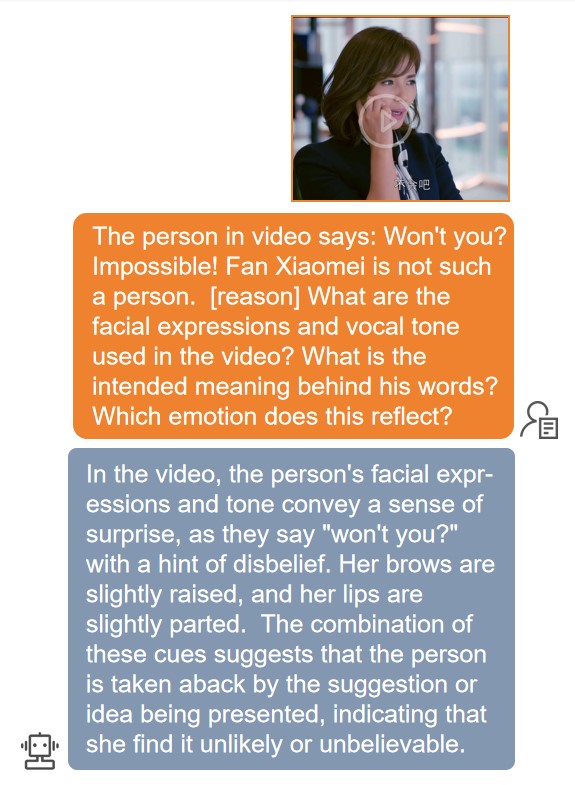 不会吧
The person in video says: Won't you?
Impossible! Fan Xiaomei is not such
a person.  [reason] What are the
facial expressions and vocal tone
used in the video? What is the
intended meaning behind his words?
Which emotion does this reflect?
In the video, the person's facial expr-
essions and tone convey a sense of
surprise, as they say "won't you?"
with a hint of disbelief. Her brows are
slightly raised, and her lips are
slightly parted.  The combination of
these cues suggests that the person
is taken aback by the suggestion or
idea being presented, indicating that
she find it unlikely or unbelievable.